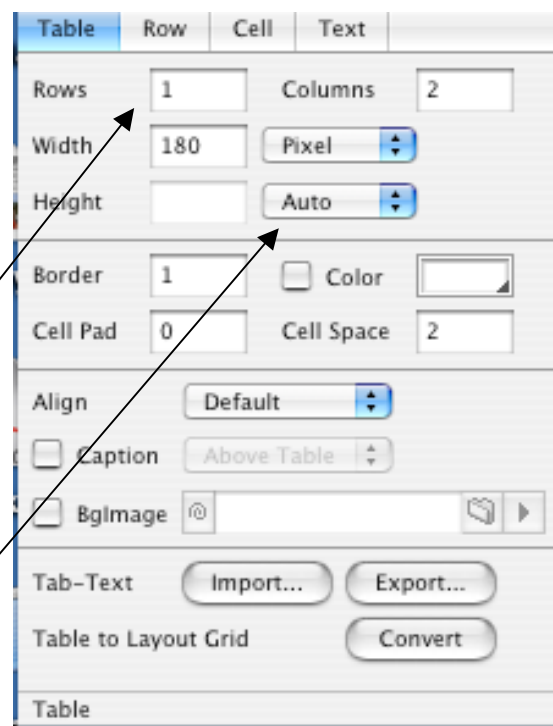 Table Row Cell Text
Rows 1 Columns 2
Width 180 Pixel
Height Auto
Border 1 Color
Cell Pad 0 Cell Space 2
Align Default
Caption Above Table
BgImage
Tab-Text Import... Export...
Table to Layout Grid Convert
Table